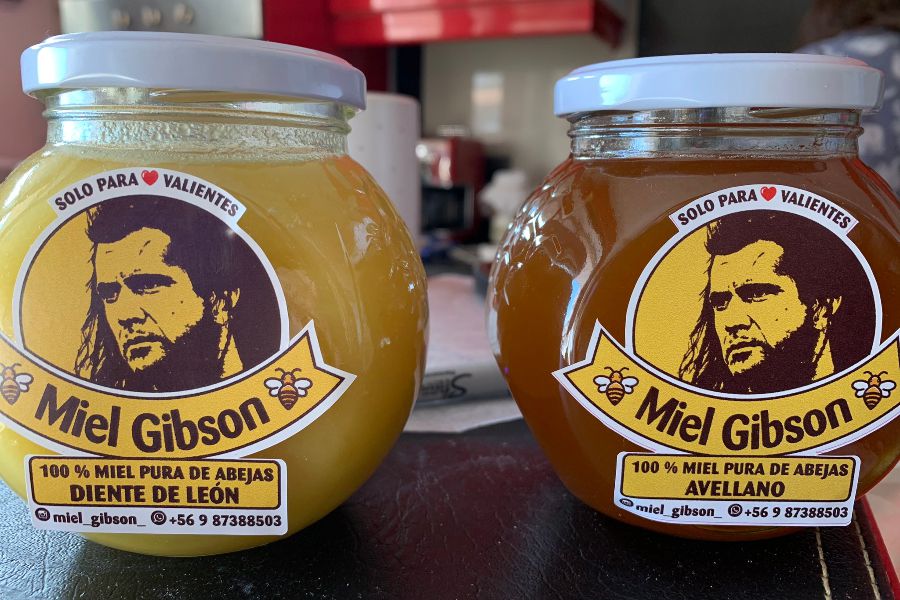 SOLO PARA ❤ VALIENTES
Miel Gibson
100 % MIEL PURA DE ABEJAS
DIENTE DE LEÓN
miel_gibson_ +56 9 87388503
SOLO PARA ❤ VALIENTES
Miel Gibson
100 % MIEL PURA DE ABEJAS
AVELLANO
miel_gibson_ +56 9 87388503